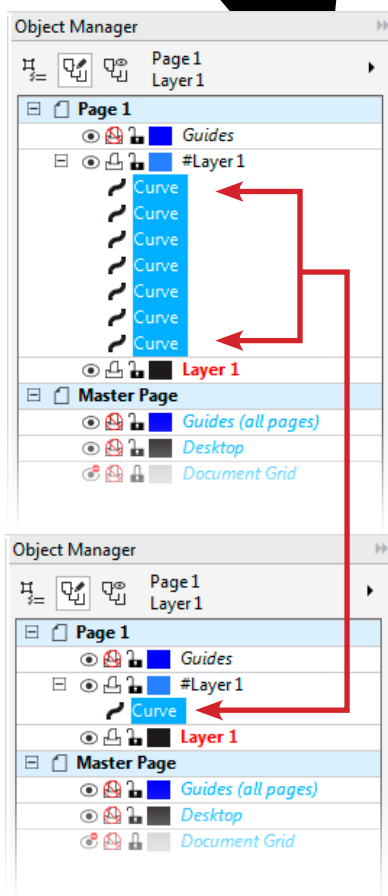 Object Manager
Page 1
Layer 1
Page 1
Guides
#Layer 1
Curve
Curve
Curve
Curve
Curve
Curve
Curve
Layer 1
Master Page
Guides (all pages)
Desktop
Document Grid
Object Manager
Page 1
Layer 1
Page 1
Guides
#Layer 1
Curve
Layer 1
Master Page
Guides (all pages)
Desktop
Document Grid